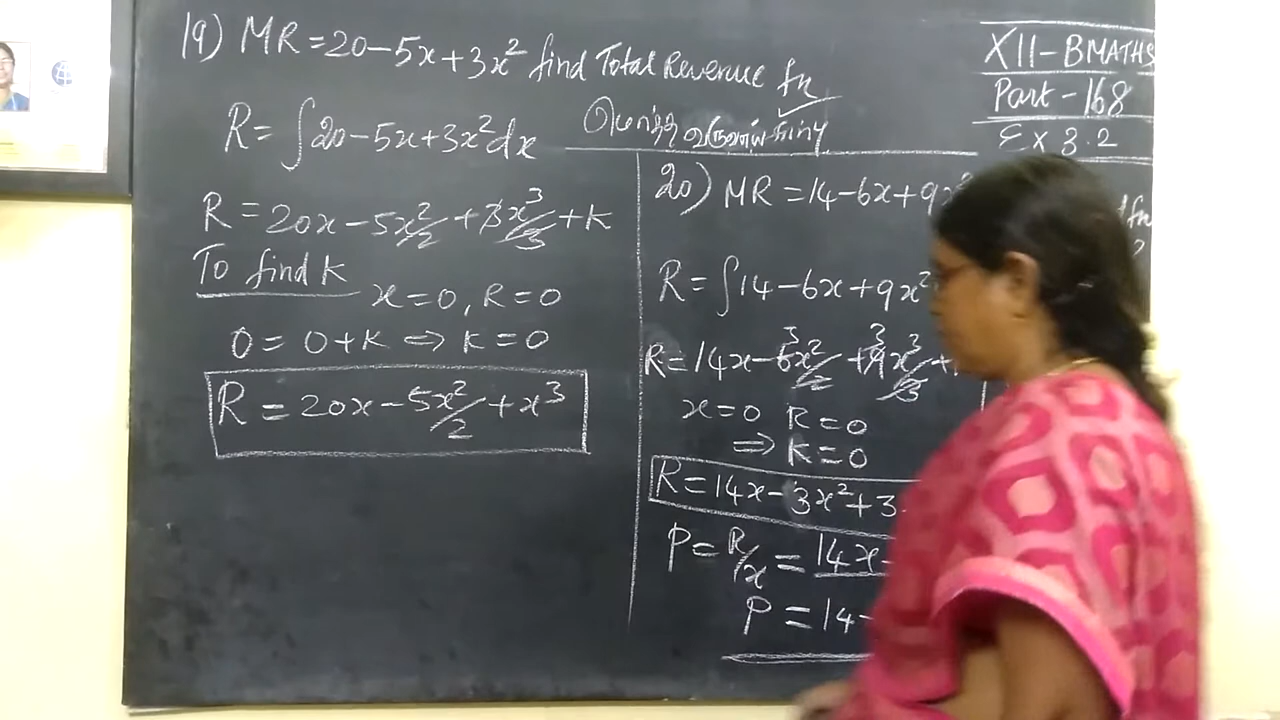 19) MR = 20 - 5x + 3x² find Total Revenue fn
R = ∫20 - 5x + 3x² dx
R = 20x - 5x²/2 + 3x³/3 + k
To find k
x = 0, R = 0
0 = 0 + k ⇒ k = 0
R = 20x - 5x²/2 + x³
XII - BMATHS
Part - 168
Ex 3.2
20) MR = 14 - 6x + 9x²
R = ∫14 - 6x + 9x²
R = 14x - 6x²/2 + 9x³/3 +
x = 0 R = 0
⇒ k = 0
R = 14x - 3x² + 3
P = R/x = 14x -
P = 14 -